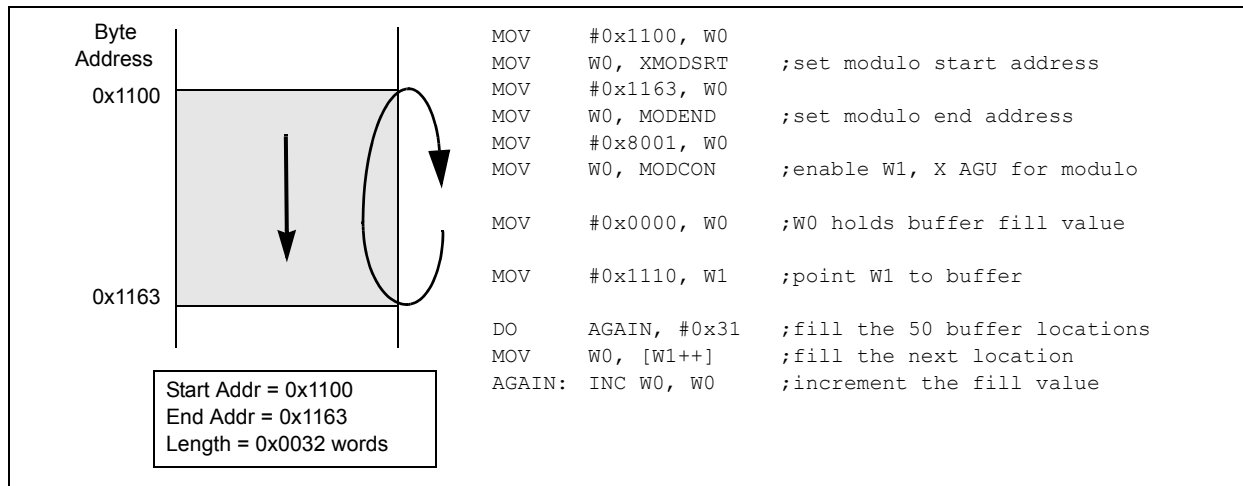 Byte
Address
0x1100
0x1163
Start Addr = 0x1100
End Addr = 0x1163
Length = 0x0032 words
MOV #0x1100, W0
MOV W0, XMODSRT ;set modulo start address
MOV #0x1163, W0
MOV W0, MODEND ;set modulo end address
MOV #0x8001, W0
MOV W0, MODCON ;enable W1, X AGU for modulo
MOV #0x0000, W0 ;W0 holds buffer fill value
MOV #0x1110, W1 ;point W1 to buffer
DO AGAIN, #0x31 ;fill the 50 buffer locations
MOV W0, [W1++] ;fill the next location
AGAIN: INC W0, W0 ;increment the fill value